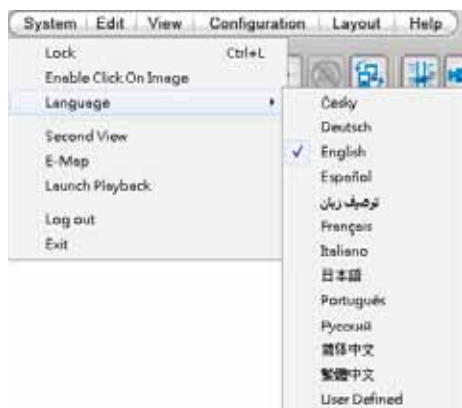 System Edit View Configuration Layout Help
Lock Ctrl+L
Enable Click On Image
Language
Second View
E-Map
Launch Playback
Log out
Exit
Česky
Deutsch
English
Español
توصيف زبان
Français
Italiano
日本語
Português
Русский
简体中文
繁體中文
User Defined